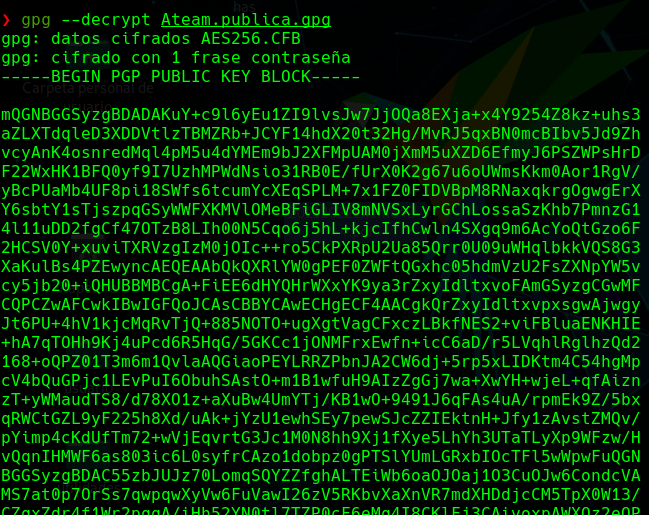 ❯ gpg --decrypt Ateam.publica.gpg
gpg: datos cifrados AES256.CFB
gpg: cifrado con 1 frase contraseña
-----BEGIN PGP PUBLIC KEY BLOCK-----
mQGNBGGSyzgBDADAKuY+c9l6yEu1ZI9lvsJw7JjOQa8EXja+x4Y9254Z8kz+uhs3
aZLXTdqleD3XDDVtlzTBMZRb+JCYF14hdX20t32Hg/MvRJ5qxBN0mcBIbv5Jd9Zh
vcyAnK4osnredMql4pM5u4dYMEm9bJ2XFMpUAM0jXmM5uXZD6EfmyJ6PSZWPsHrD
F22WxHK1BFQ0yf9I7UzhMPWdNsio31RB0E/fUrX0K2g67u6oUWmsKkm0Aor1RgV/
yBcPUaMb4UF8pi18SWfs6tcumYcXEqSPLM+7x1FZ0FIDVBpM8RNaxqkrgOgwgErX
Y6sbtY1sTjszpqGSyWWFXKMVlOMeBFiGLIV8mNVSxLyrGChLossaSzKhb7PmnzG1
4l11uDD2fgCf47OTzB8LIh00N5Cqo6j5hL+kjcIfhCwln4SXgq9m6AcYoQtGzo6F
2HCSV0Y+xuviTXRVzgIzM0jOIc++ro5CkPXRpU2Ua85Qrr0U09uWHqlbkkVQS8G3
XaKulBs4PZEwyncAEQEAAbQkQXRlYW0gPEF0ZWFtQGxhc05hdmVzU2FsZXNpYW5v
cy5jb20+iQHUBBMBCgA+FiEE6dHYQHrWXxYK9ya3rZxyIdltxvoFAmGSyzgCGwMF
CQPCZwAFCwkIBwIGFQoJCAsCBBYCAwECHgECF4AACgkQrZxyIdltxvpxsgwAjwgy
Jt6PU+4hV1kjcMqRvTjQ+885NOTO+ugXgtVagCFxczLBkfNES2+viFBluaENKHIE
+hA7qTOHh9Kj4uPcd6R5HqG/5GKCc1jONMFrxEwfn+icC6aD/r5LVqhlRglhzQd2
168+oQPZ01T3m6m1QvlaAQGiaoPEYLRRZPbnJA2CW6dj+5rp5xLIDKtm4C54hgMp
cV4bQuGPjc1LEvPuI6ObuhSAstO+m1B1wfuH9AIzZgGj7wa+XwYH+wjeL+qfAizn
zT+yWMaudTS8/d78XO1z+aXuBw4UmYTj/KB1wO+9491J6qFAs4uA/rpmEk9Z/5bx
qRWCtGZL9yF225h8Xd/uAk+jYzU1ewhSEy7pewSJcZZIEktnH+Jfy1zAvstZMQv/
pYimp4cKdUfTm72+wVjEqvrtG3Jc1M0N8hh9Xj1fXye5LhYh3UTaTLyXp9WFzw/H
vQqnIHMWF6as803ic6L0syfrCAzo1dobpz0gPTSlYUmLGRxbIOcTFl5wWpwFuQGN
BGGSyzgBDAC55zbJUJz70LomqSQYZZfghALTEiWb6oaOJOaj1O3CuOJw6CondcVA
MS7at0p7OrSs7qwpqwXyVw6FuVawI26zV5RKbvXaXnVR7mdXHDdjcCM5TpX0W13/